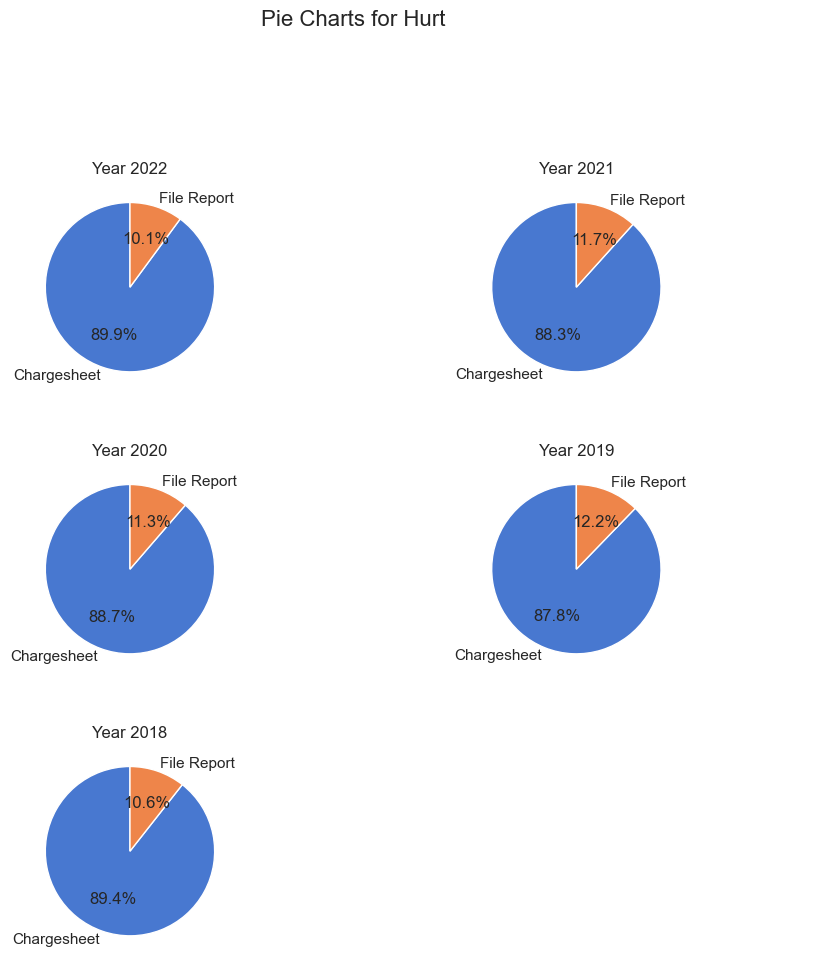 Pie Charts for Hurt
Year 2022
File Report
10.1%
89.9%
Chargesheet
Year 2021
File Report
11.7%
88.3%
Chargesheet
Year 2020
File Report
11.3%
88.7%
Chargesheet
Year 2019
File Report
12.2%
87.8%
Chargesheet
Year 2018
File Report
10.6%
89.4%
Chargesheet